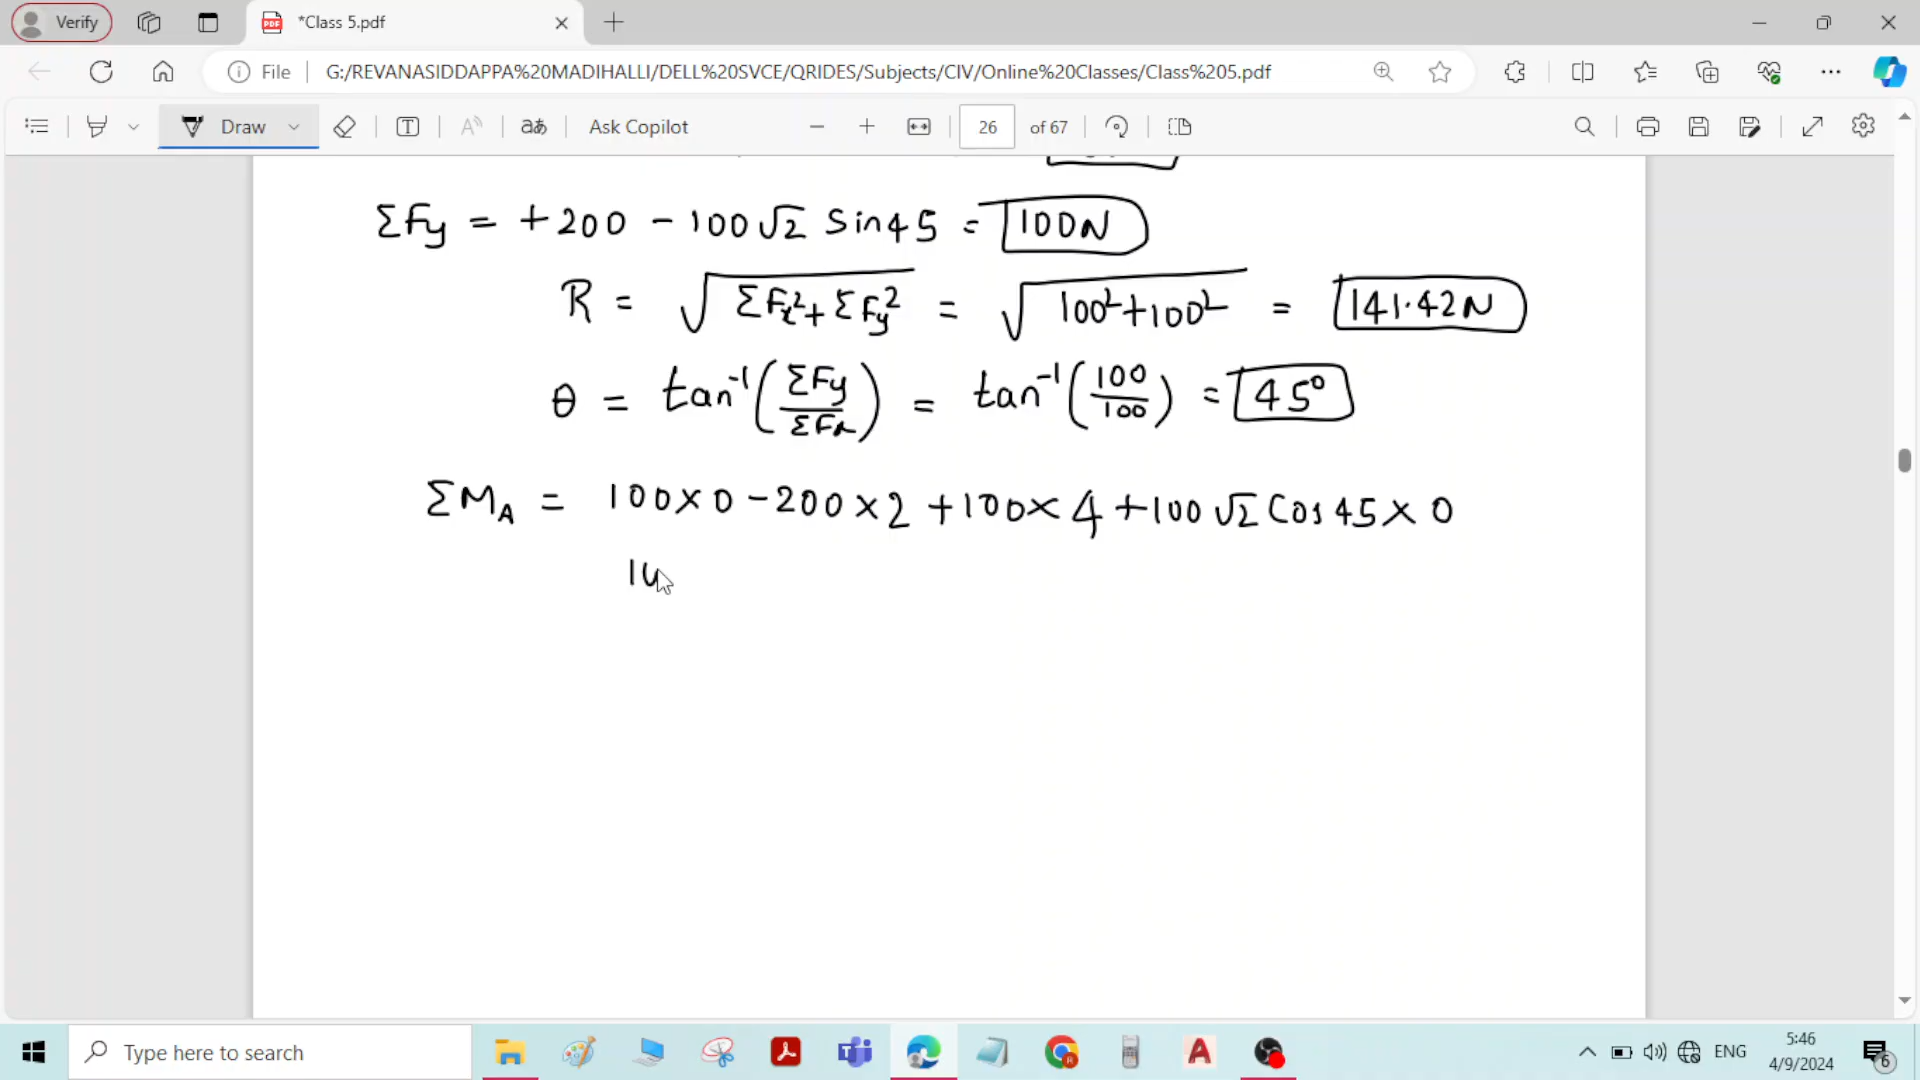 Verify
*Class 5.pdf
File
G:/REVANASIDDAPPA%20MADIHALLI/DELL%20SVCE/QRIDES/Subjects/CIV/Online%20Classes/Class%205.pdf
Draw
Ask Copilot
26 of 67
ΣFy = +200 - 100√2 Sin45 = 100N
R = √(ΣFx²+ΣFy²) = √(100²+100²) = 141.42N
θ = tan⁻¹(ΣFy/ΣFx) = tan⁻¹(100/100) = 45°
ΣM_A = 100×0 - 200×2 + 100×4 + 100√2 Cos45×0
Type here to search
ENG
5:46
4/9/2024
6